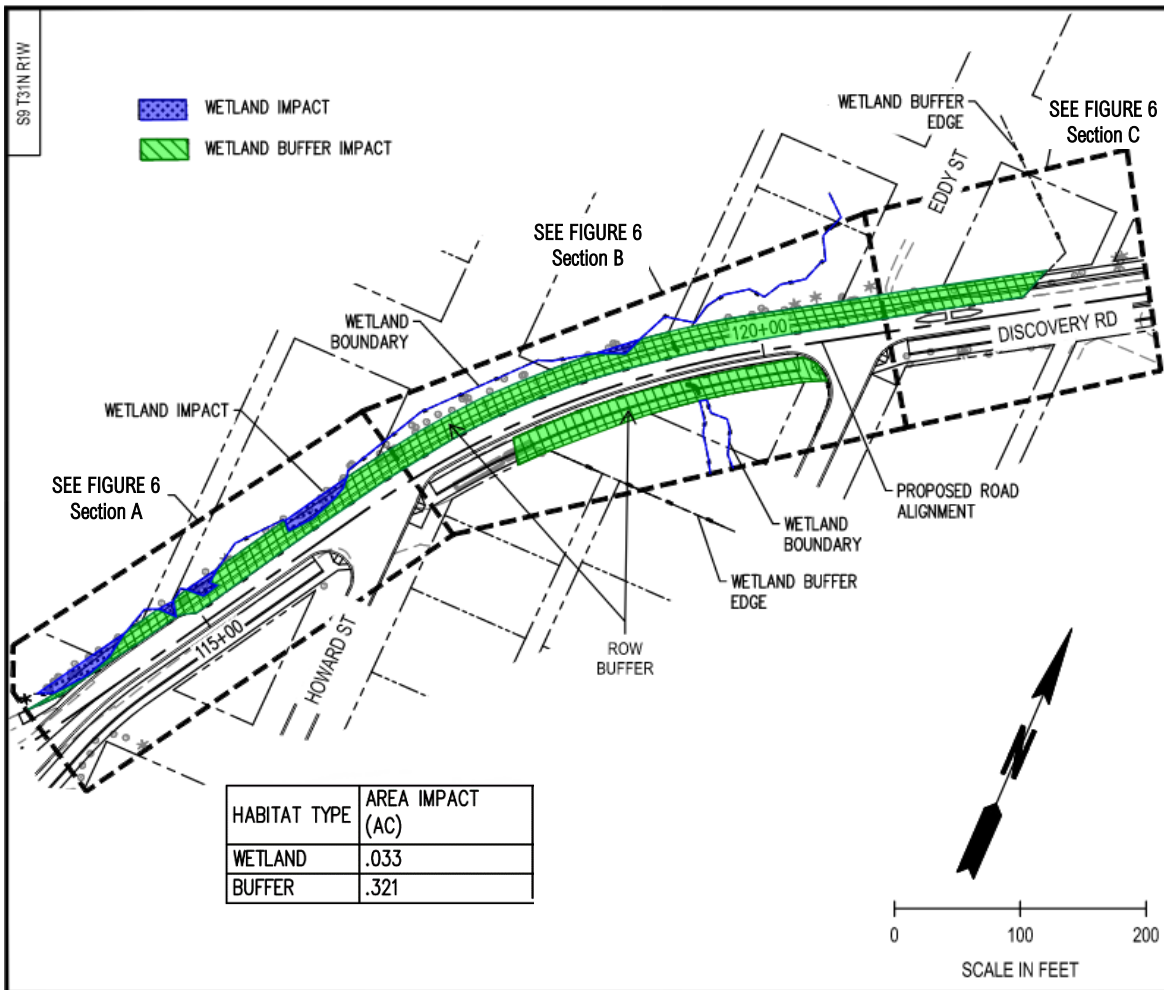 S9 T31N R1W
WETLAND IMPACT
WETLAND BUFFER IMPACT
WETLAND BUFFER
EDGE
SEE FIGURE 6
Section C
EDDY ST
SEE FIGURE 6
Section B
WETLAND
BOUNDARY
120+00
DISCOVERY RD
WETLAND IMPACT
SEE FIGURE 6
Section A
PROPOSED ROAD
ALIGNMENT
WETLAND
BOUNDARY
WETLAND BUFFER
EDGE
115+00
HOWARD ST
ROW
BUFFER
N
HABITAT TYPE AREA IMPACT
(AC)
WETLAND .033
BUFFER .321
0 100 200
SCALE IN FEET